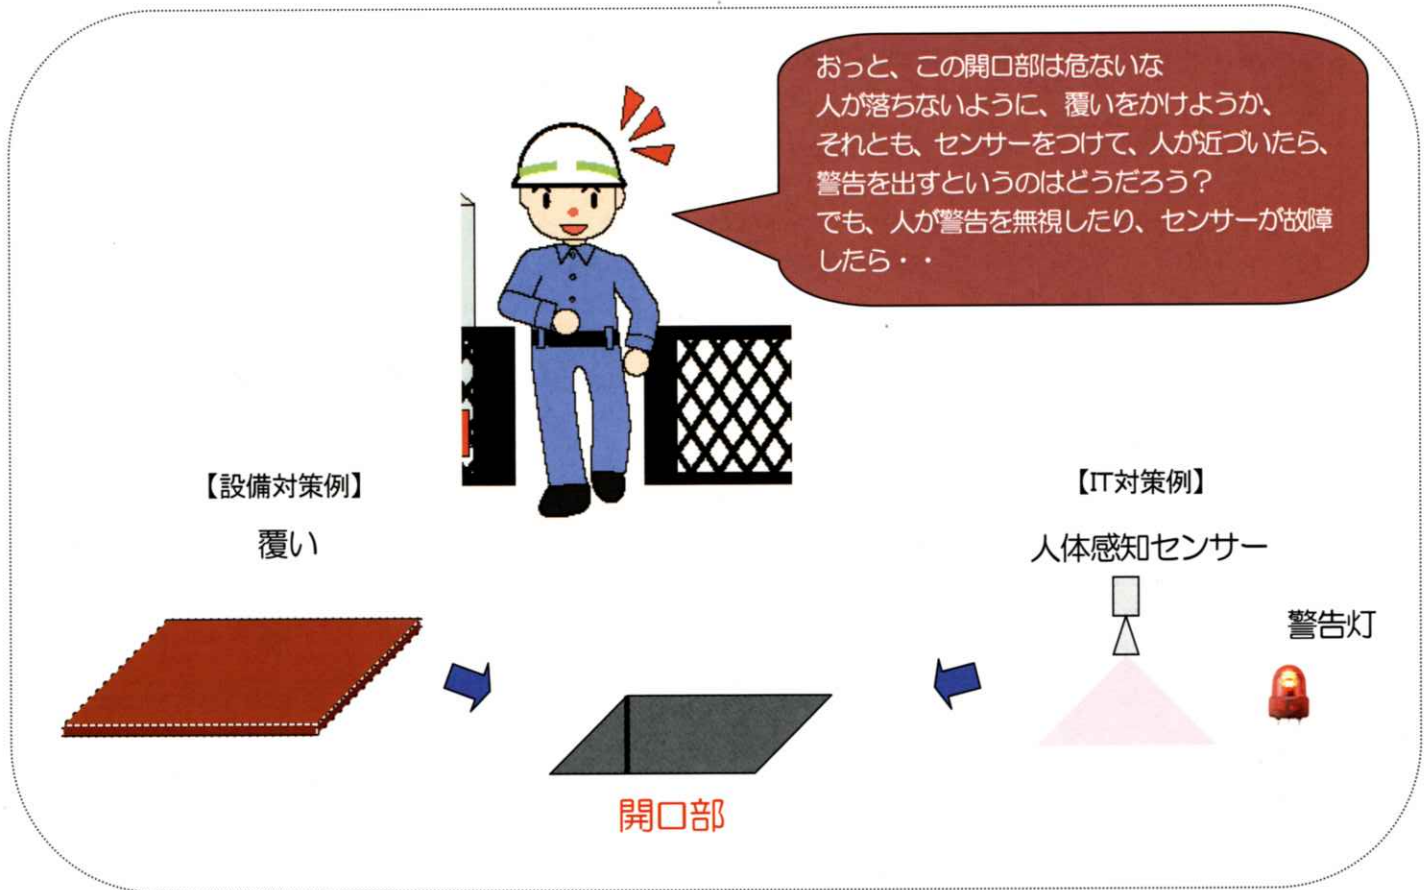 おっと、この開口部は危ないな
人が落ちないように、覆いをかけようか、
それとも、センサーをつけて、人が近づいたら、
警告を出すというのはどうだろう？
でも、人が警告を無視したり、センサーが故障
したら・・
【設備対策例】
覆い
【IT対策例】
人体感知センサー
警告灯
開口部